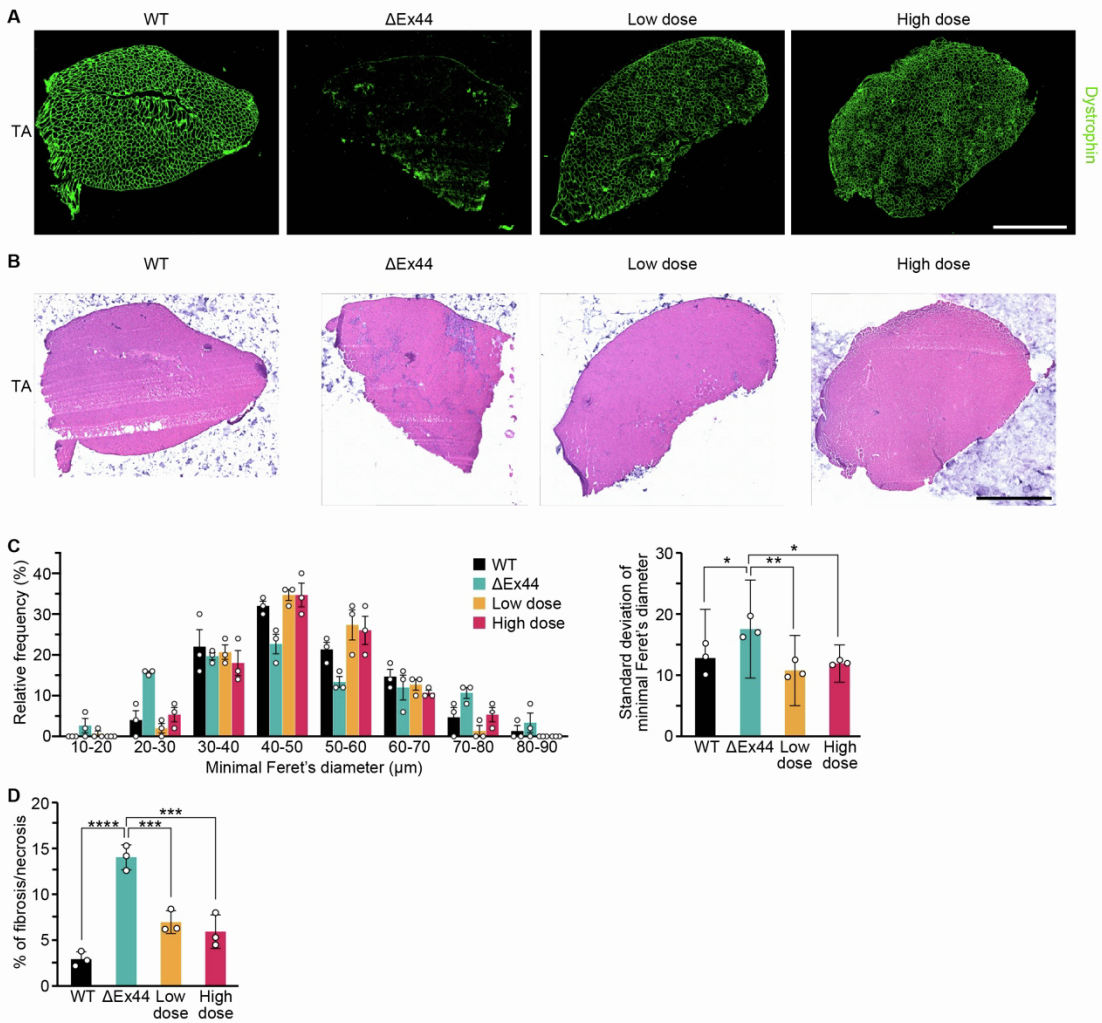 A
WT
ΔEx44
Low dose
High dose
TA
Dystrophin
B
WT
ΔEx44
Low dose
High dose
TA
C
Relative frequency (%)
40
30
20
10
0
10-20
20-30
30-40
40-50
50-60
60-70
70-80
80-90
Minimal Feret’s diameter (µm)
WT
ΔEx44
Low dose
High dose
Standard deviation of
minimal Feret’s diameter
30
20
10
0
*
**
*
WT
ΔEx44
Low
dose
High
dose
D
% of fibrosis/necrosis
20
15
10
5
0
****
***
***
WT
ΔEx44
Low
dose
High
dose